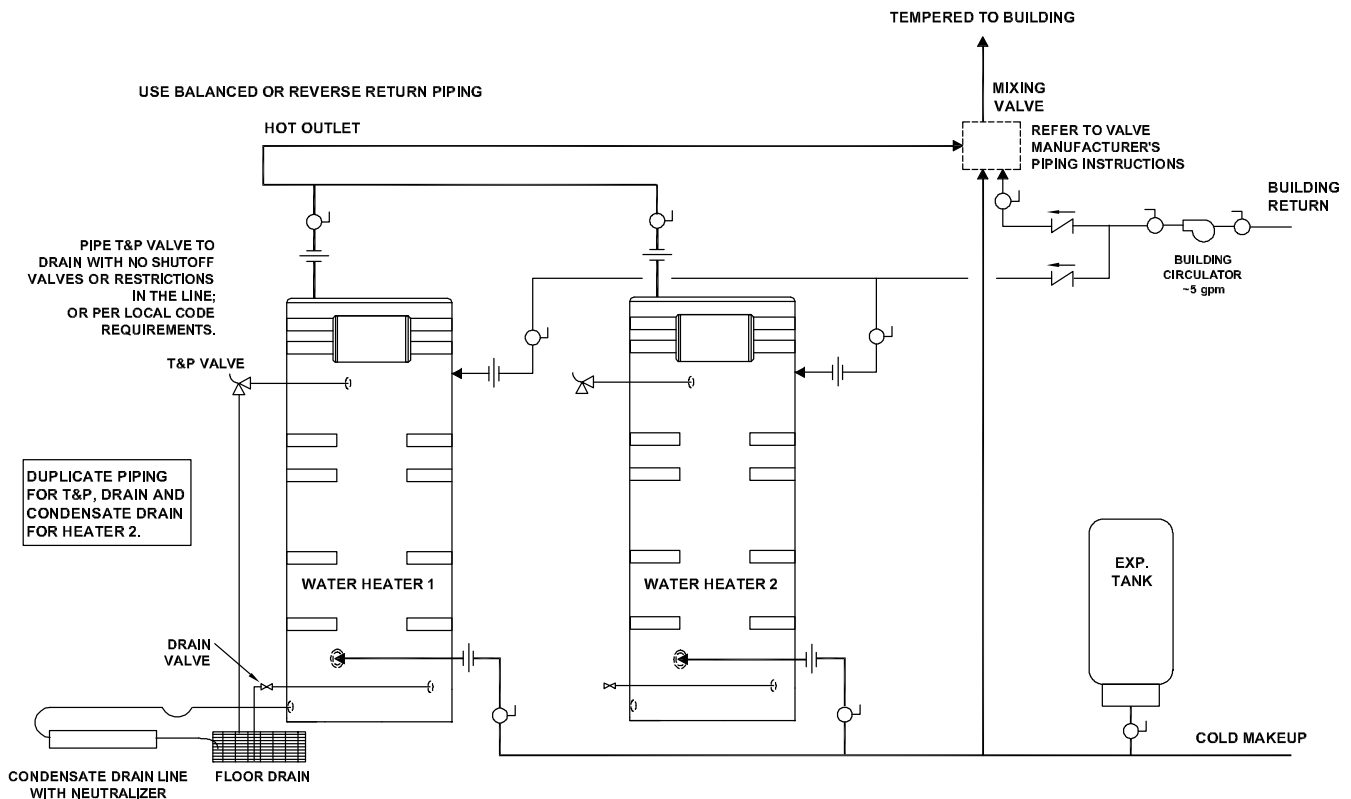 TEMPERED TO BUILDING
USE BALANCED OR REVERSE RETURN PIPING
MIXING
VALVE
HOT OUTLET
REFER TO VALVE
MANUFACTURER'S
PIPING INSTRUCTIONS
BUILDING
RETURN
PIPE T&P VALVE TO
DRAIN WITH NO SHUTOFF
VALVES OR RESTRICTIONS
IN THE LINE;
OR PER LOCAL CODE
REQUIREMENTS.
BUILDING
CIRCULATOR
~5 gpm
T&P VALVE
DUPLICATE PIPING
FOR T&P, DRAIN AND
CONDENSATE DRAIN
FOR HEATER 2.
WATER HEATER 1
WATER HEATER 2
EXP.
TANK
DRAIN
VALVE
COLD MAKEUP
CONDENSATE DRAIN LINE
WITH NEUTRALIZER
FLOOR DRAIN